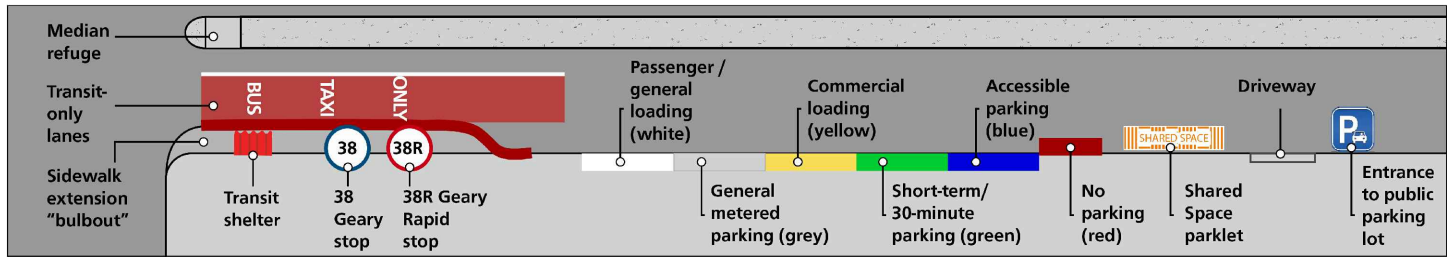 Median
refuge
Transit-
only
lanes
Sidewalk
extension
“bulbout”
BUS
TAXI
ONLY
Transit
shelter
38
38
Geary
stop
38R
38R Geary
Rapid
stop
Passenger /
general
loading
(white)
General
metered
parking (grey)
Commercial
loading
(yellow)
Short-term/
30-minute
parking (green)
Accessible
parking
(blue)
No
parking
(red)
SHARED SPACE
Shared
Space
parklet
Driveway
P
Entrance
to public
parking
lot